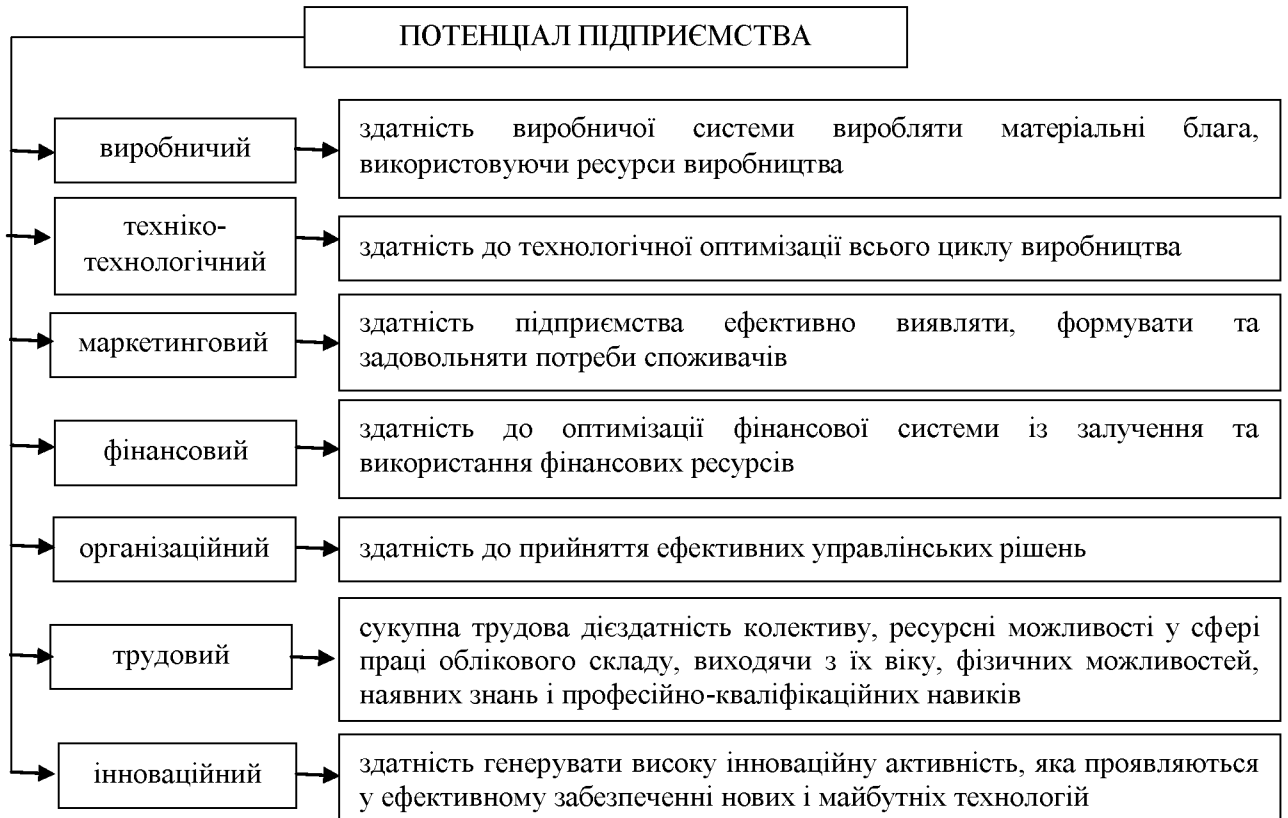 ПОТЕНЦІАЛ ПІДПРИЄМСТВА
виробничий
здатність виробничої системи виробляти матеріальні блага,
використовуючи ресурси виробництва
техніко-
технологічний
здатність до технологічної оптимізації всього циклу виробництва
маркетинговий
здатність підприємства ефективно виявляти, формувати та
задовольняти потреби споживачів
фінансовий
здатність до оптимізації фінансової системи із залучення та
використання фінансових ресурсів
організаційний
здатність до прийняття ефективних управлінських рішень
трудовий
сукупна трудова дієздатність колективу, ресурсні можливості у сфері
праці облікового складу, виходячи з їх віку, фізичних можливостей,
наявних знань і професійно-кваліфікаційних навиків
інноваційний
здатність генерувати високу інноваційну активність, яка проявляються
у ефективному забезпеченні нових і майбутніх технологій